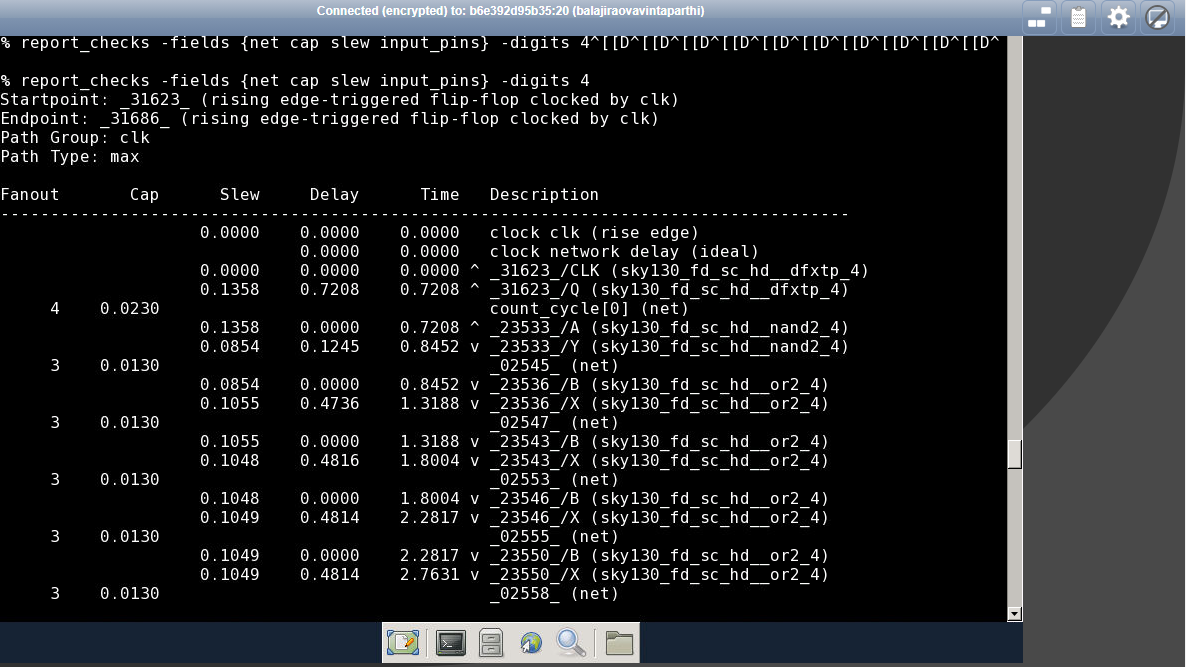 Connected (encrypted) to: b6e392d95b35:20 (balajiraovavintaparthi)
% report_checks -fields {net cap slew input_pins} -digits 4^[[D^[[D^[[D^[[D^[[D^[[D^[[D^[[D^[[D^[[D^
% report_checks -fields {net cap slew input_pins} -digits 4
Startpoint: _31623_ (rising edge-triggered flip-flop clocked by clk)
Endpoint: _31686_ (rising edge-triggered flip-flop clocked by clk)
Path Group: clk
Path Type: max
Fanout Cap Slew Delay Time Description
-------------------------------------------------------------------------------------
0.0000 0.0000 0.0000 clock clk (rise edge)
0.0000 0.0000 clock network delay (ideal)
0.0000 0.0000 0.0000 ^ _31623_/CLK (sky130_fd_sc_hd__dfxtp_4)
0.1358 0.7208 0.7208 ^ _31623_/Q (sky130_fd_sc_hd__dfxtp_4)
4 0.0230 count_cycle[0] (net)
0.1358 0.0000 0.7208 ^ _23533_/A (sky130_fd_sc_hd__nand2_4)
0.0854 0.1245 0.8452 v _23533_/Y (sky130_fd_sc_hd__nand2_4)
3 0.0130 _02545_ (net)
0.0854 0.0000 0.8452 v _23536_/B (sky130_fd_sc_hd__or2_4)
0.1055 0.4736 1.3188 v _23536_/X (sky130_fd_sc_hd__or2_4)
3 0.0130 _02547_ (net)
0.1055 0.0000 1.3188 v _23543_/B (sky130_fd_sc_hd__or2_4)
0.1048 0.4816 1.8004 v _23543_/X (sky130_fd_sc_hd__or2_4)
3 0.0130 _02553_ (net)
0.1048 0.0000 1.8004 v _23546_/B (sky130_fd_sc_hd__or2_4)
0.1049 0.4814 2.2817 v _23546_/X (sky130_fd_sc_hd__or2_4)
3 0.0130 _02555_ (net)
0.1049 0.0000 2.2817 v _23550_/B (sky130_fd_sc_hd__or2_4)
0.1049 0.4814 2.7631 v _23550_/X (sky130_fd_sc_hd__or2_4)
3 0.0130 _02558_ (net)